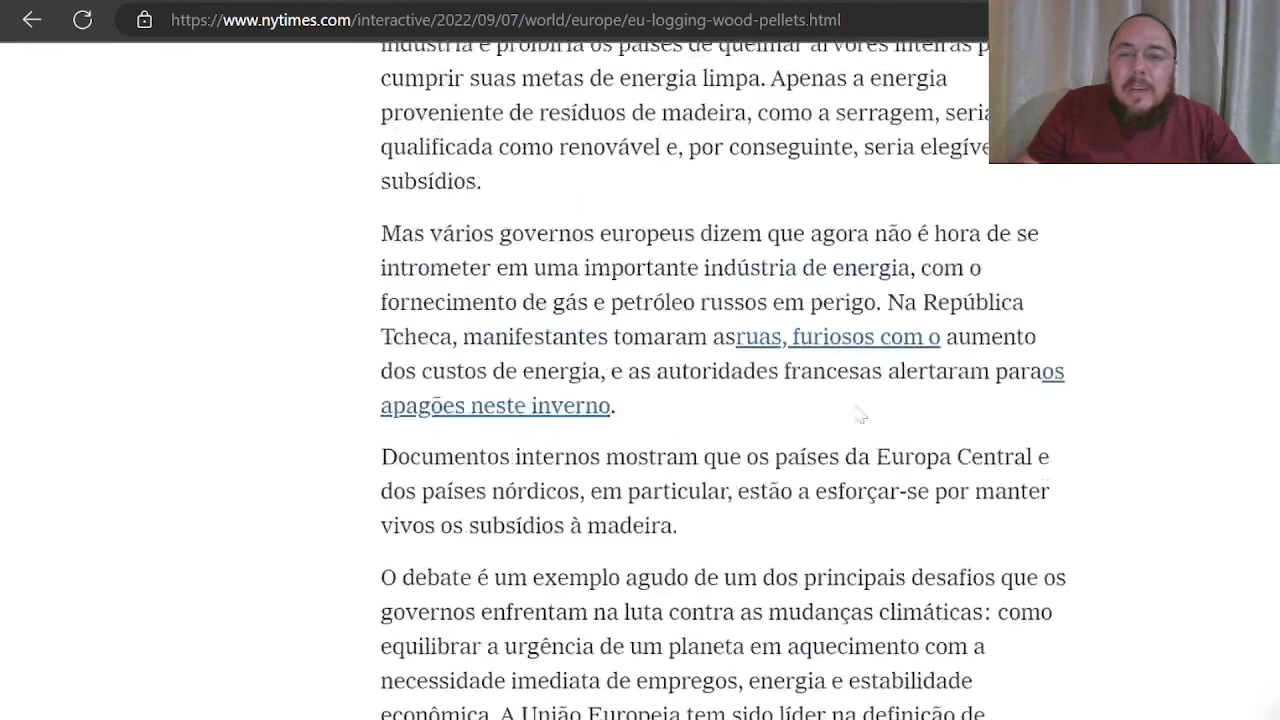 https://www.nytimes.com/interactive/2022/09/07/world/europe/eu-logging-wood-pellets.html
indústria e proibiria os países de queimar árvores inteiras
cumprir suas metas de energia limpa. Apenas a energia
proveniente de resíduos de madeira, como a serragem, seria
qualificada como renovável e, por conseguinte, seria
subsídios.
Mas vários governos europeus dizem que agora não é hora de se
intrometer em uma importante indústria de energia, com o
fornecimento de gás e petróleo russos em perigo. Na República
Tcheca, manifestantes tomaram asruas, furiosos com o aumento
dos custos de energia, e as autoridades francesas alertaram paraos
apagões neste inverno.
Documentos internos mostram que os países da Europa Central e
dos países nórdicos, em particular, estão a esforçar-se por manter
vivos os subsídios à madeira.
O debate é um exemplo agudo de um dos principais desafios que os
governos enfrentam na luta contra as mudanças climáticas: como
equilibrar a urgência de um planeta em aquecimento com a
necessidade imediata de empregos, energia e estabilidade
econômica. A União Europeia tem sido líder na definição de